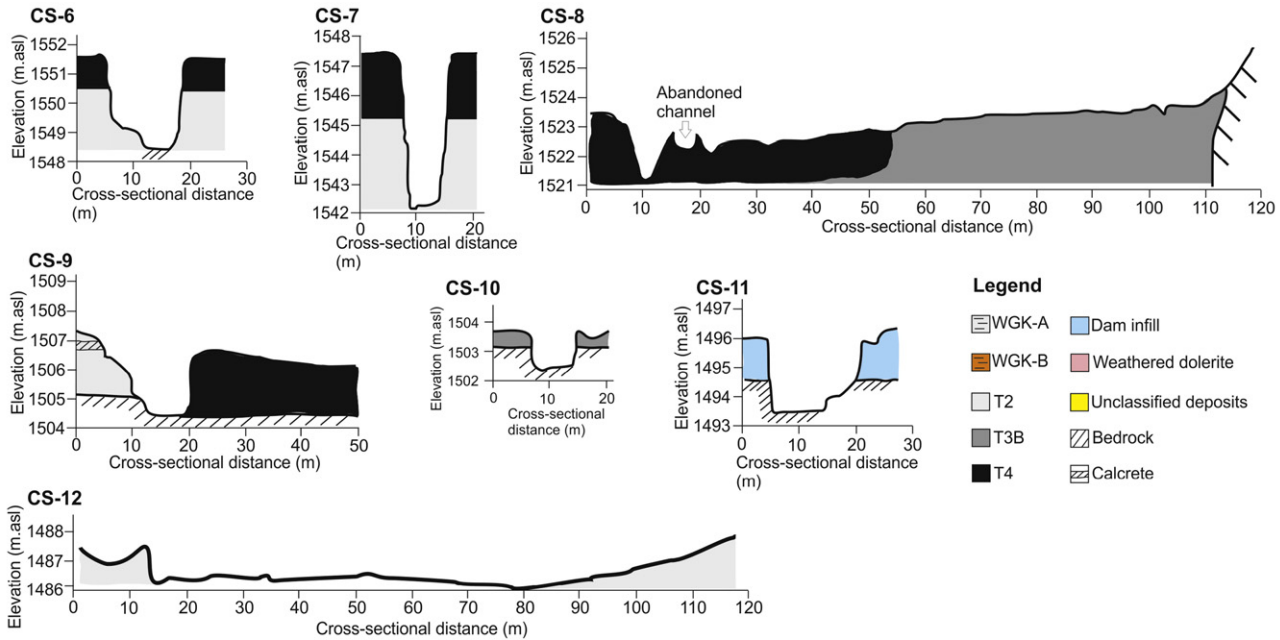 CS-6
Elevation (m.asl)
1552
1551
1550
1549
1548
0 10 20 30
Cross-sectional distance
(m)
CS-7
Elevation (m.asl)
1548
1547
1546
1545
1544
1543
1542
0 10 20
Cross-sectional distance
(m)
CS-8
Elevation (m.asl)
1526
1525
1524
1523
1522
1521
Abandoned
channel
0 10 20 30 40 50 60 70 80 90 100 110 120
Cross-sectional distance (m)
CS-9
Elevation (m.asl)
1509
1508
1507
1506
1505
1504
0 10 20 30 40 50
Cross-sectional distance (m)
CS-10
Elevation (m.asl)
1504
1503
1502
0 10 20
Cross-sectional
distance (m)
CS-11
Elevation (m.asl)
1497
1496
1495
1494
1493
0 10 20 30
Cross-sectional distance
(m)
Legend
WGK-A
WGK-B
T2
T3B
T4
Dam infill
Weathered dolerite
Unclassified deposits
Bedrock
Calcrete
CS-12
Elevation (m.asl)
1488
1487
1486
0 10 20 30 40 50 60 70 80 90 100 110 120
Cross-sectional distance (m)